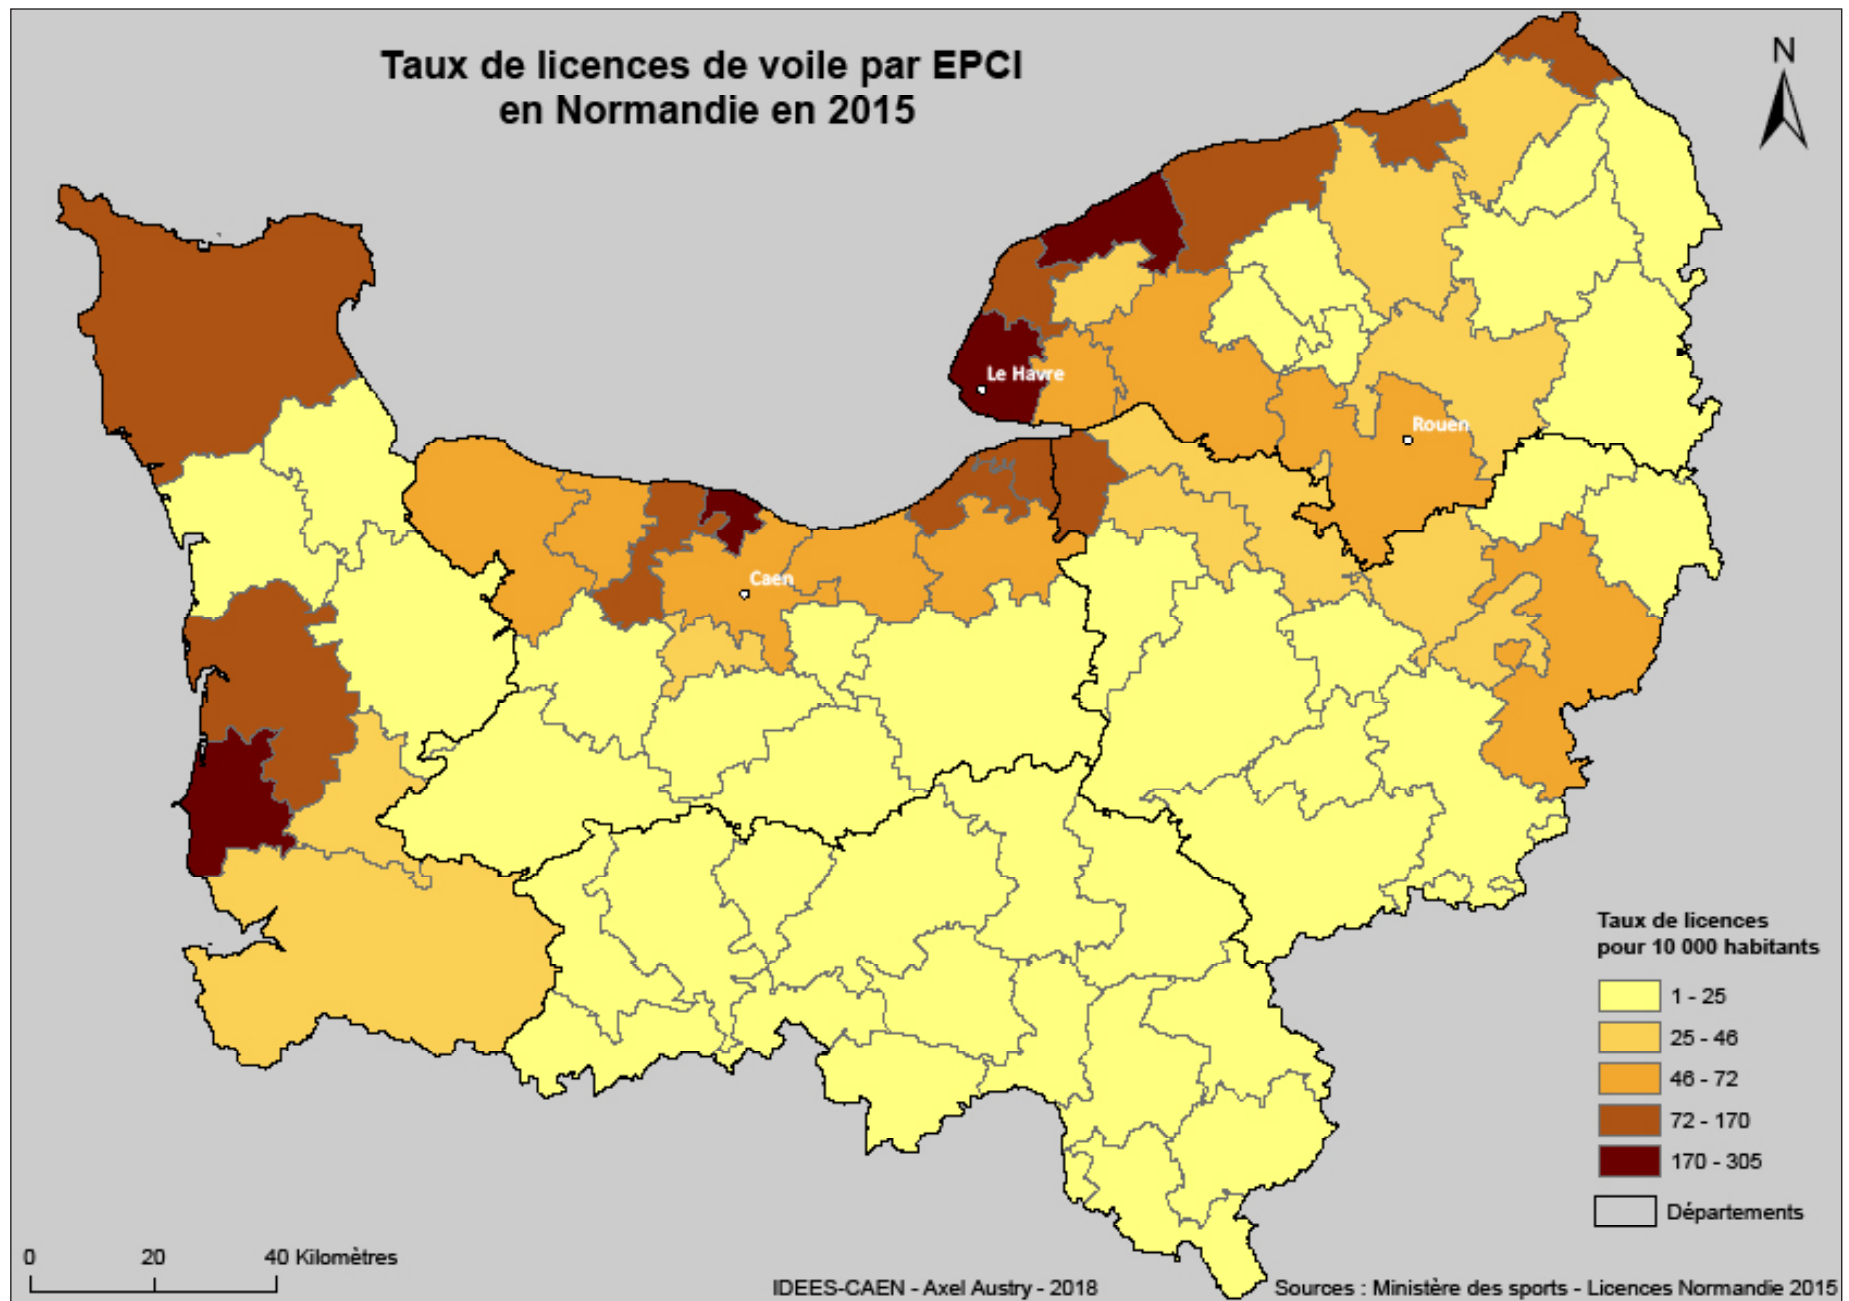 Taux de licences de voile par EPCI
en Normandie en 2015
N
Le Havre
Rouen
Caen
Taux de licences
pour 10 000 habitants
1 - 25
25 - 46
46 - 72
72 - 170
170 - 305
Départements
0 20 40 Kilomètres
IDEES-CAEN - Axel Austry - 2018
Sources : Ministère des sports - Licences Normandie 2015